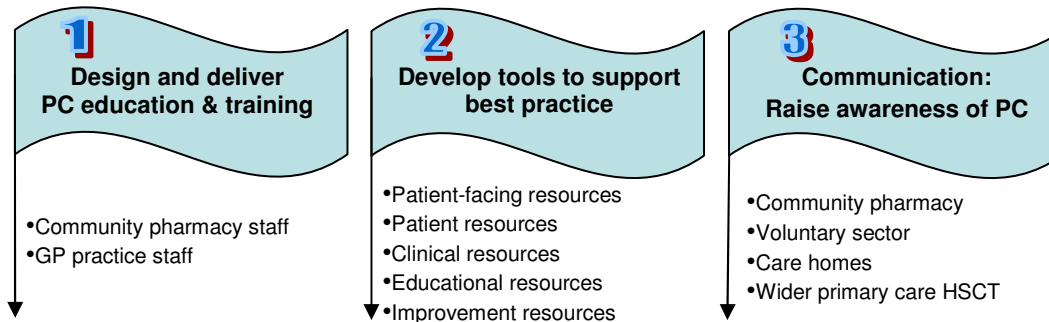 1
Design and deliver
PC education & training
•Community pharmacy staff
•GP practice staff
2
Develop tools to support
best practice
•Patient-facing resources
•Patient resources
•Clinical resources
•Educational resources
•Improvement resources
3
Communication:
Raise awareness of PC
•Community pharmacy
•Voluntary sector
•Care homes
•Wider primary care HSCT